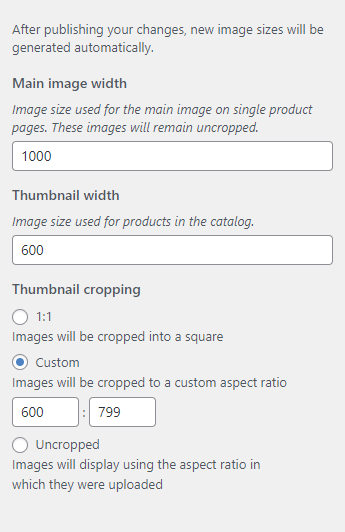 After publishing your changes, new image sizes will be
generated automatically.
Main image width
Image size used for the main image on single product
pages. These images will remain uncropped.
1000
Thumbnail width
Image size used for products in the catalog.
600
Thumbnail cropping
1:1
Images will be cropped into a square
Custom
Images will be cropped to a custom aspect ratio
600 : 799
Uncropped
Images will display using the aspect ratio in
which they were uploaded